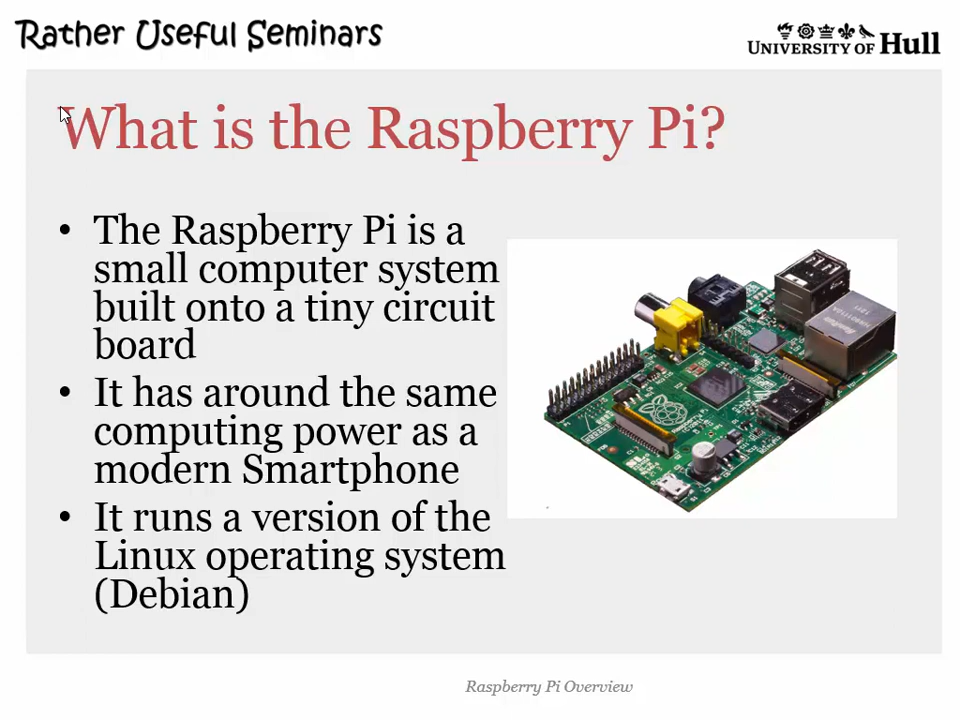 Rather Useful Seminars
UNIVERSITY OF Hull
What is the Raspberry Pi?
• The Raspberry Pi is a
small computer system
built onto a tiny circuit
board
• It has around the same
computing power as a
modern Smartphone
• It runs a version of the
Linux operating system
(Debian)
Raspberry Pi Overview